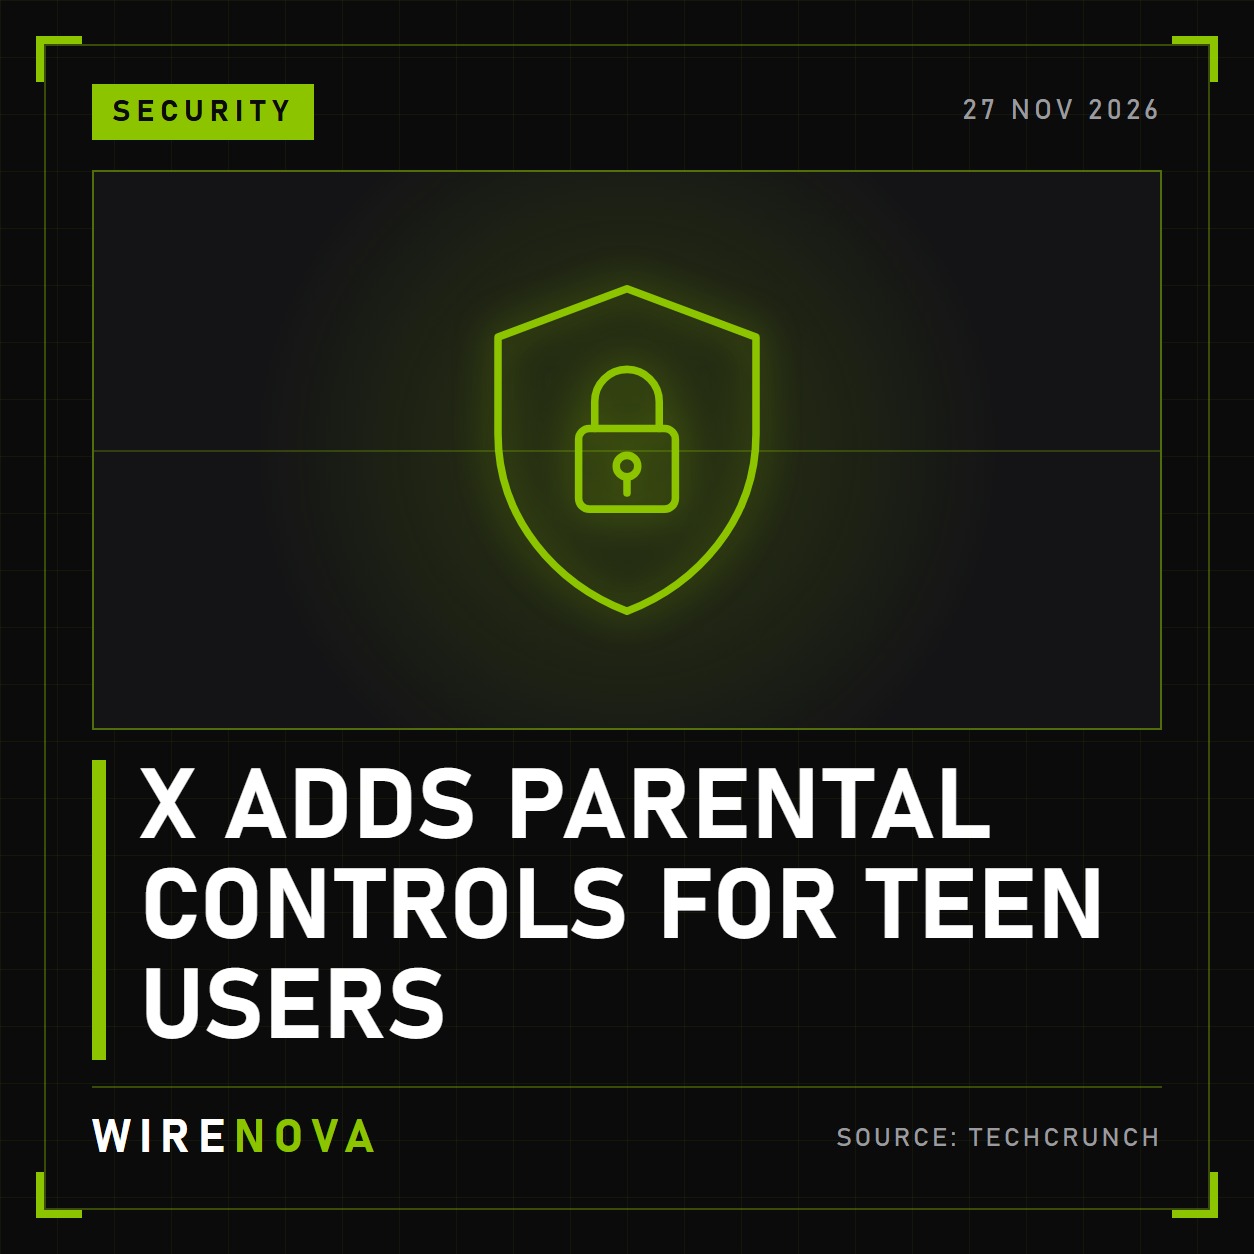 SECURITY
27 NOV 2026
X ADDS PARENTAL
CONTROLS FOR TEEN
USERS
WIRENOVA
SOURCE: TECHCRUNCH